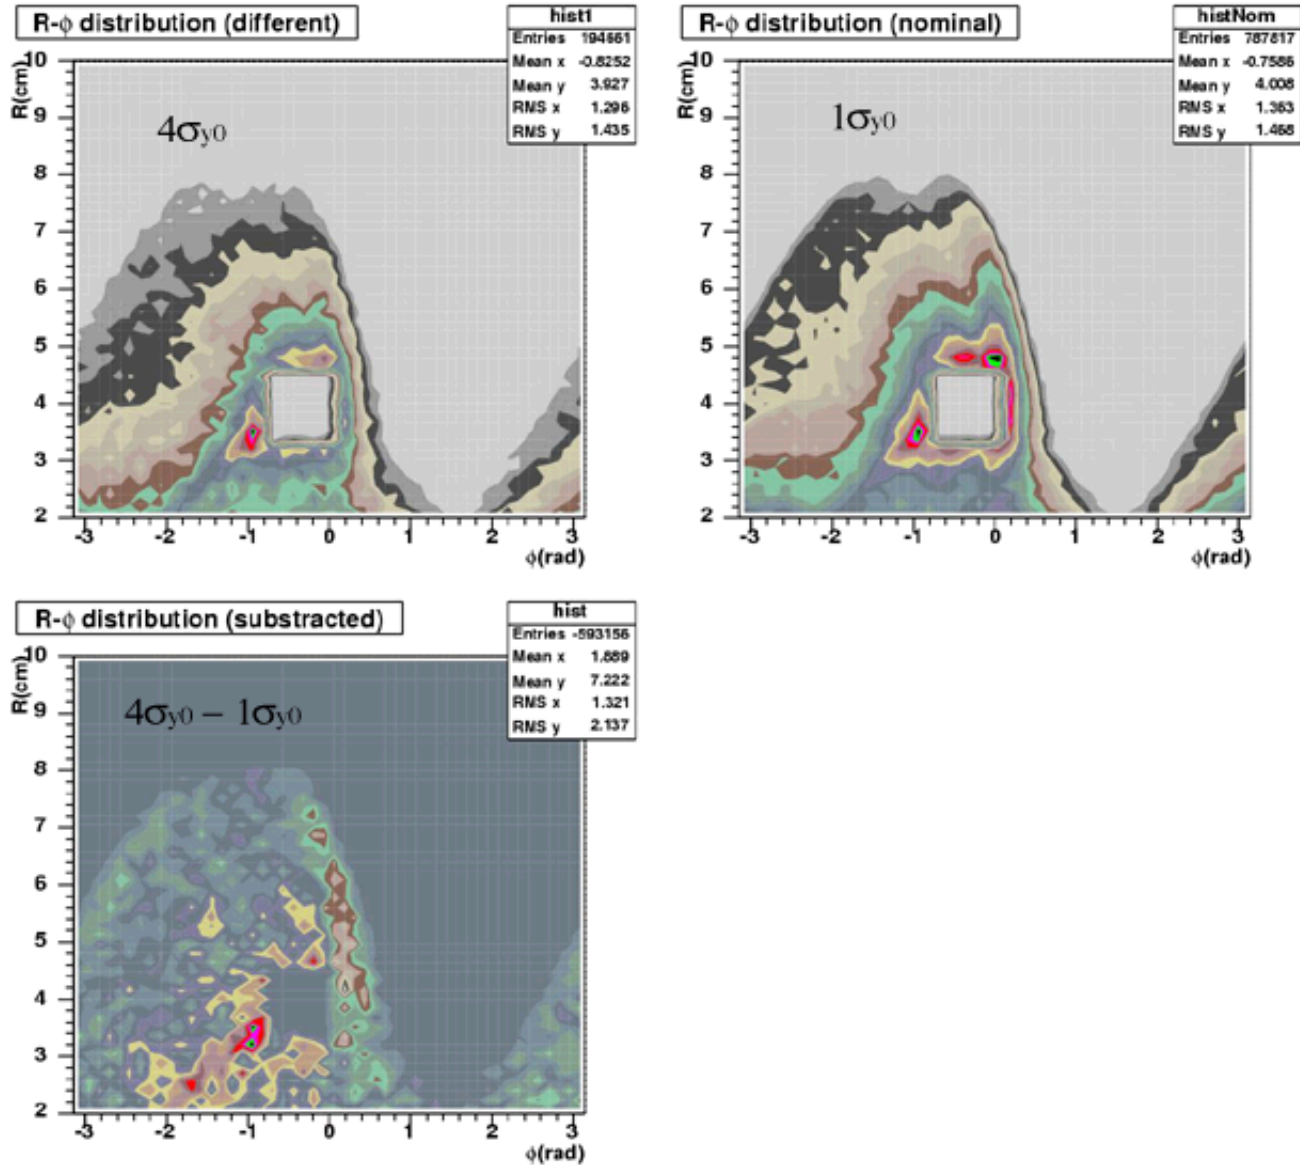 R-ϕ distribution (different)
hist1
Entries 194661
Mean x -0.8252
Mean y 3.927
RMS x 1.296
RMS y 1.435
4σy0
R(cm)
10
9
8
7
6
5
4
3
2
-3 -2 -1 0 1 2 3
ϕ(rad)
R-ϕ distribution (nominal)
histNom
Entries 787817
Mean x -0.7586
Mean y 4.008
RMS x 1.363
RMS y 1.468
1σy0
R(cm)
10
9
8
7
6
5
4
3
2
-3 -2 -1 0 1 2 3
ϕ(rad)
R-ϕ distribution (substracted)
hist
Entries -593156
Mean x 1.889
Mean y 7.222
RMS x 1.321
RMS y 2.137
4σy0 – 1σy0
R(cm)
10
9
8
7
6
5
4
3
2
-3 -2 -1 0 1 2 3
ϕ(rad)